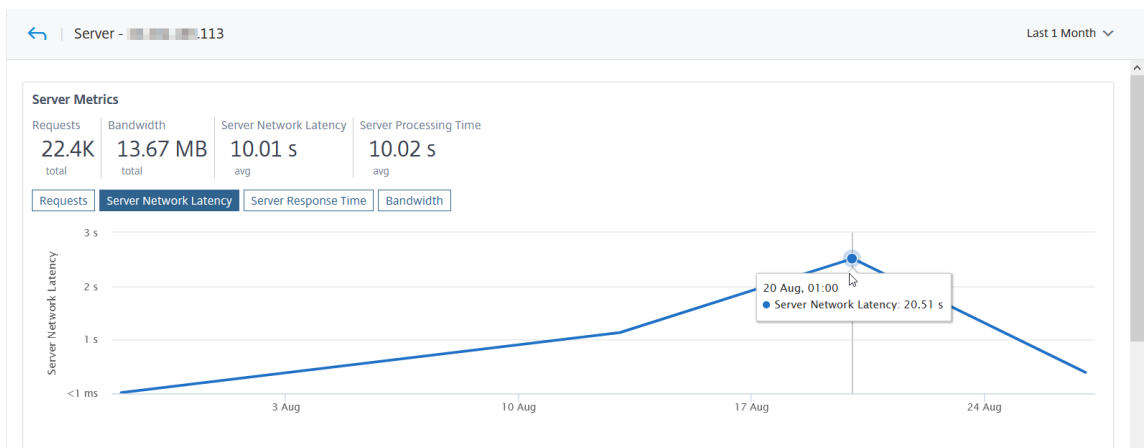 Server - .113
Last 1 Month
Server Metrics
Requests Bandwidth Server Network Latency Server Processing Time
22.4K 13.67 MB 10.01 s 10.02 s
total total avg avg
Requests Server Network Latency Server Response Time Bandwidth
Server Network Latency
3 s
2 s
1 s
<1 ms
20 Aug, 01:00
Server Network Latency: 20.51 s
3 Aug 10 Aug 17 Aug 24 Aug